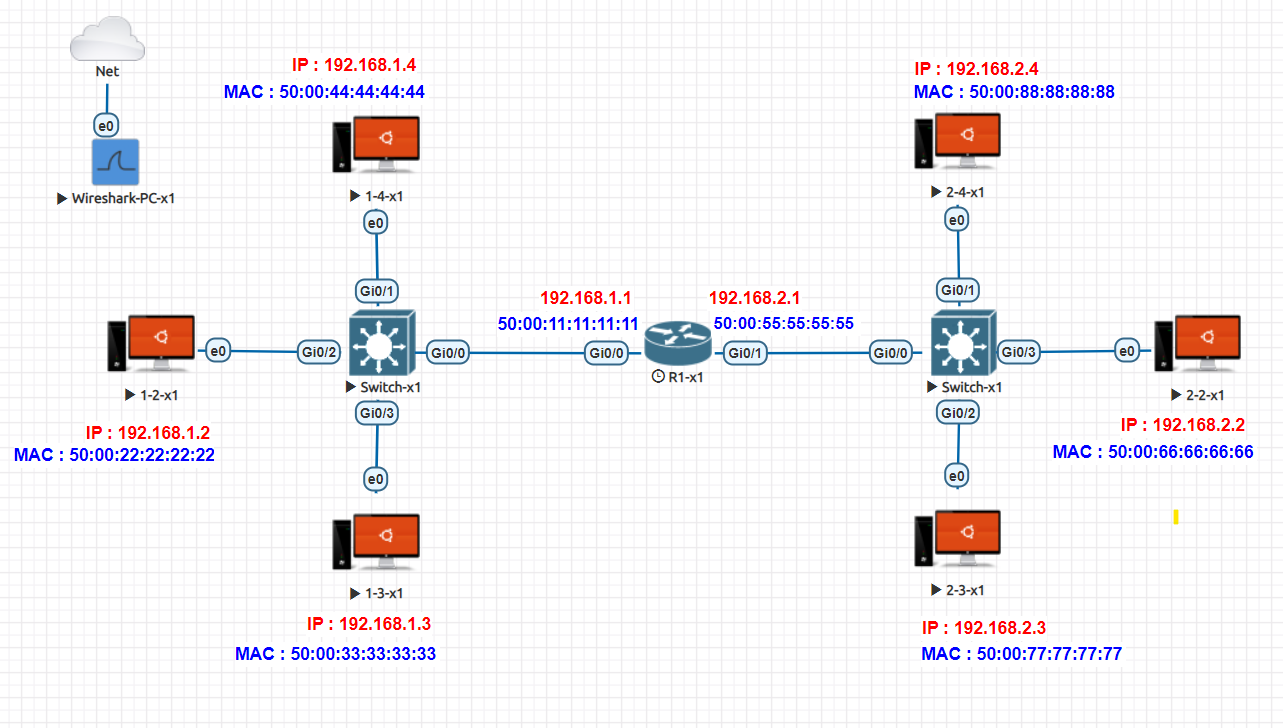 Net
e0
Wireshark-PC-x1
IP : 192.168.1.4
MAC : 50:00:44:44:44:44
1-4-x1
e0
Gi0/1
IP : 192.168.2.4
MAC : 50:00:88:88:88:88
2-4-x1
e0
Gi0/1
192.168.1.1
50:00:11:11:11:11
192.168.2.1
50:00:55:55:55:55
e0
Gi0/2
Gi0/0
Gi0/0
Gi0/1
Gi0/0
Gi0/3
e0
1-2-x1
Switch-x1
R1-x1
Switch-x1
2-2-x1
IP : 192.168.1.2
MAC : 50:00:22:22:22:22
Gi0/3
e0
1-3-x1
IP : 192.168.1.3
MAC : 50:00:33:33:33:33
Gi0/2
e0
2-3-x1
IP : 192.168.2.3
MAC : 50:00:77:77:77:77
IP : 192.168.2.2
MAC : 50:00:66:66:66:66